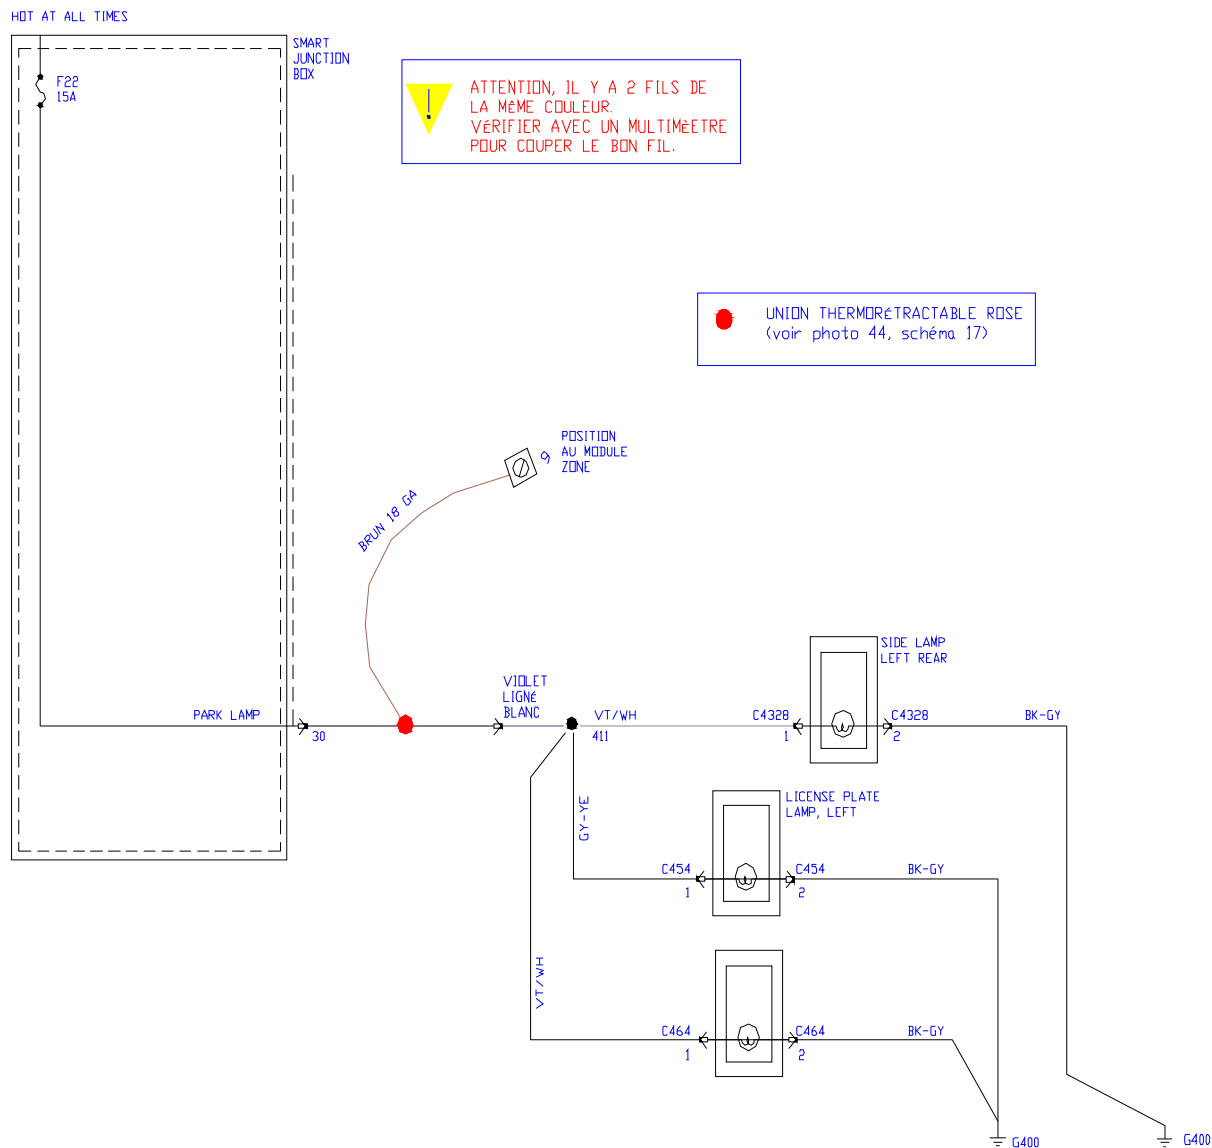 HOT AT ALL TIMES
SMART
JUNCTION
BOX
F22
15A
ATTENTION, IL Y A 2 FILS DE
LA MÊME COULEUR.
VÉRIFIER AVEC UN MULTIMÈETRE
POUR COUPER LE BON FIL.
UNION THERMORÉTRACTABLE ROSE
(voir photo 44, schéma 17)
POSITION
AU MODULE
ZONE
9
BRUN 18 GA
SIDE LAMP
LEFT REAR
VIOLET
LIGNÉ
BLANC
PARK LAMP
30
VT/WH
411
C4328
1
C4328
2
BK-GY
LICENSE PLATE
LAMP, LEFT
GY-YE
C454
1
C454
2
BK-GY
VT/WH
C464
1
C464
2
BK-GY
G400
G400